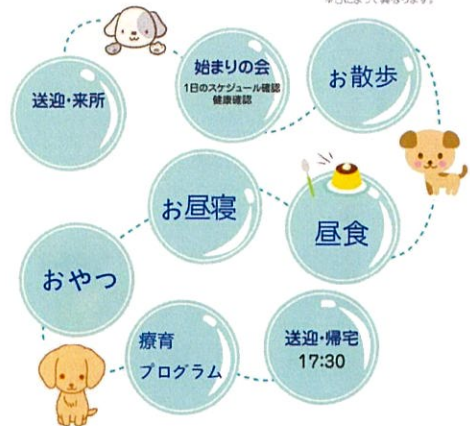 送迎・来所
始まりの会
1日のスケジュール確認
健康確認
お散歩
昼食
お昼寝
おやつ
療育
プログラム
送迎・帰宅
17:30